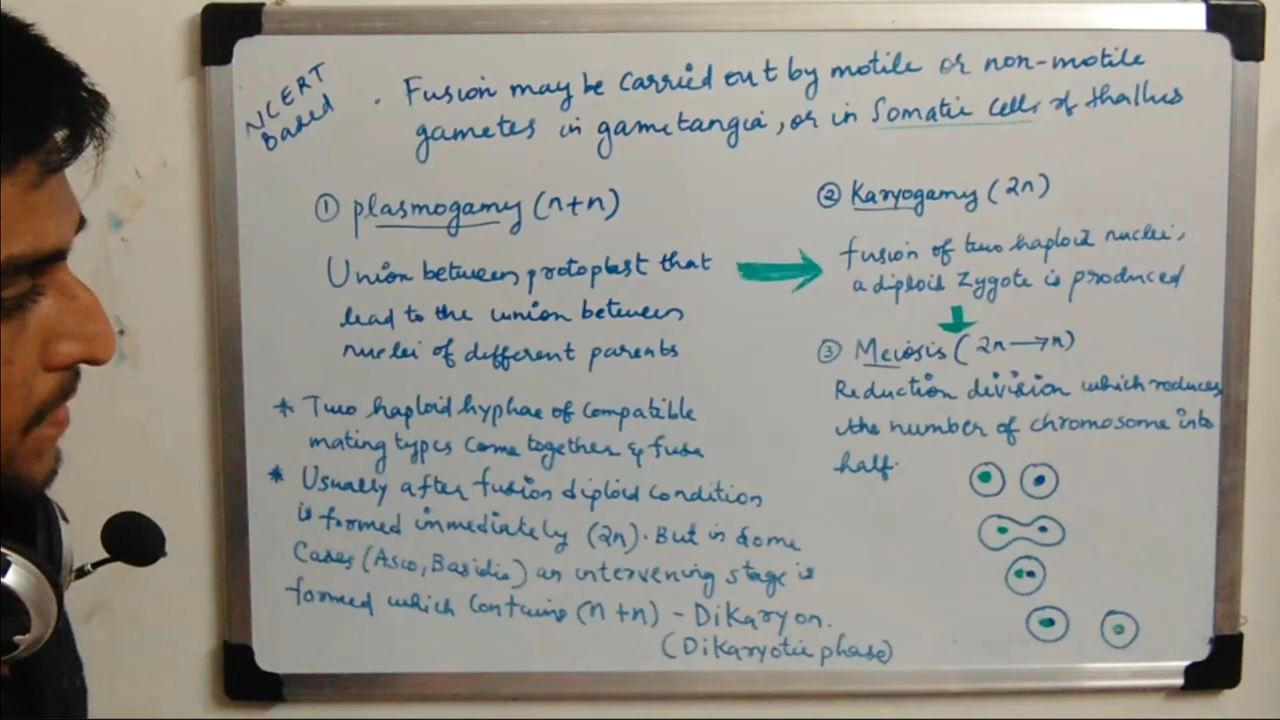 NCERT
Based
. Fusion may be carried out by motile or non-motile
gametes in gametangia, or in Somatic cells of thallus
① plasmogamy (n+n)
Union between protoplast that
lead to the union between
nuclei of different parents
* Two haploid hyphae of compatible
mating types come together & fuse
* Usually after fusion diploid condition
is formed immediately (2n). But in some
Cases (Asco, Basidio) an intervening stage is
formed which contains (n+n) - Dikaryon.
(Dikaryotic phase)
② Karyogamy (2n)
fusion of two haploid nuclei,
a diploid zygote is produced
③ Meiosis (2n→n)
Reduction division which reduces
the number of chromosome into
half.